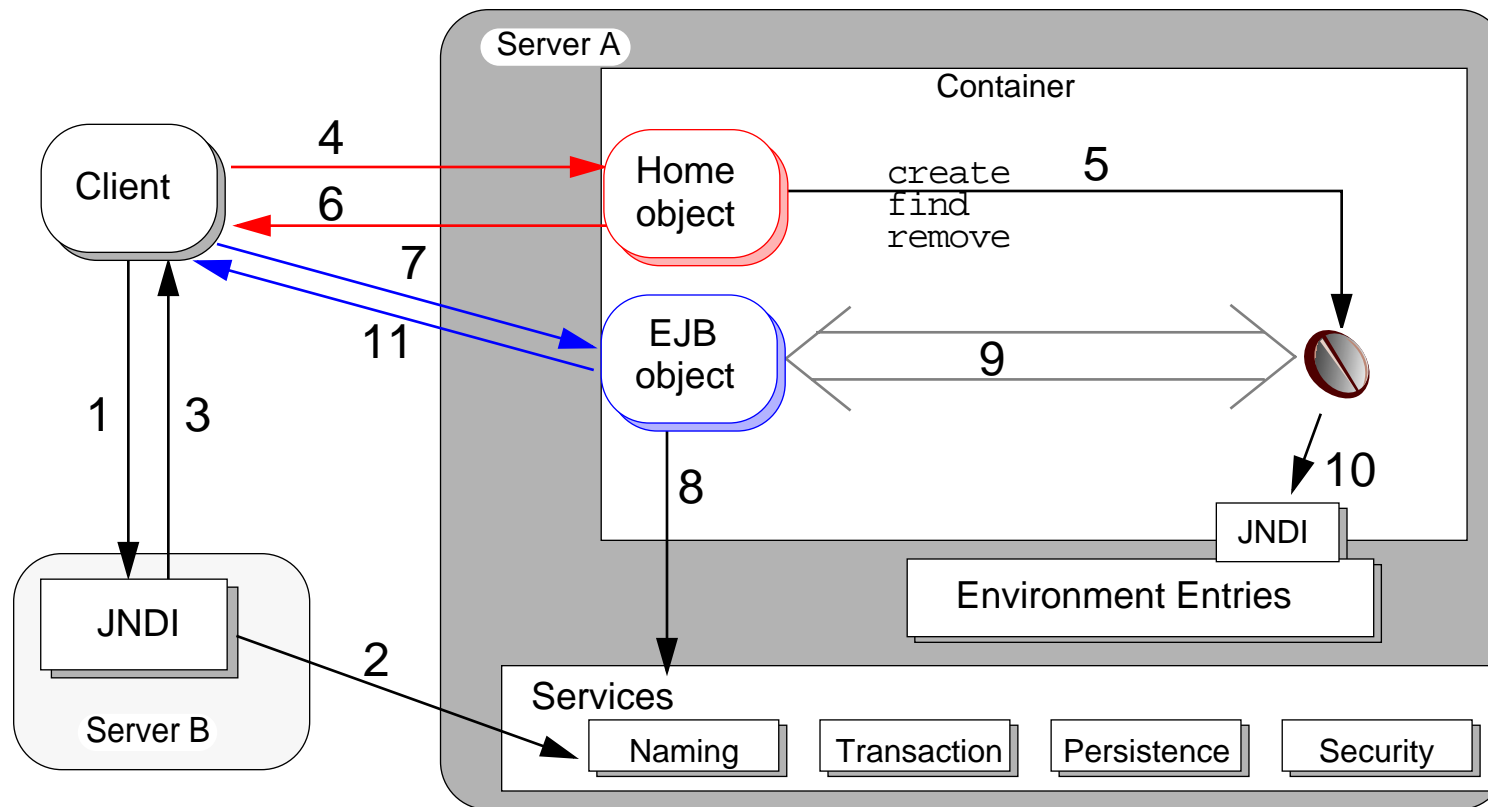 Server A
Container
Client
4
6
Home
object
create
find
remove
5
7
11
EJB
object
9
1
3
8
10
JNDI
Environment Entries
JNDI
Server B
2
Services
Naming
Transaction
Persistence
Security